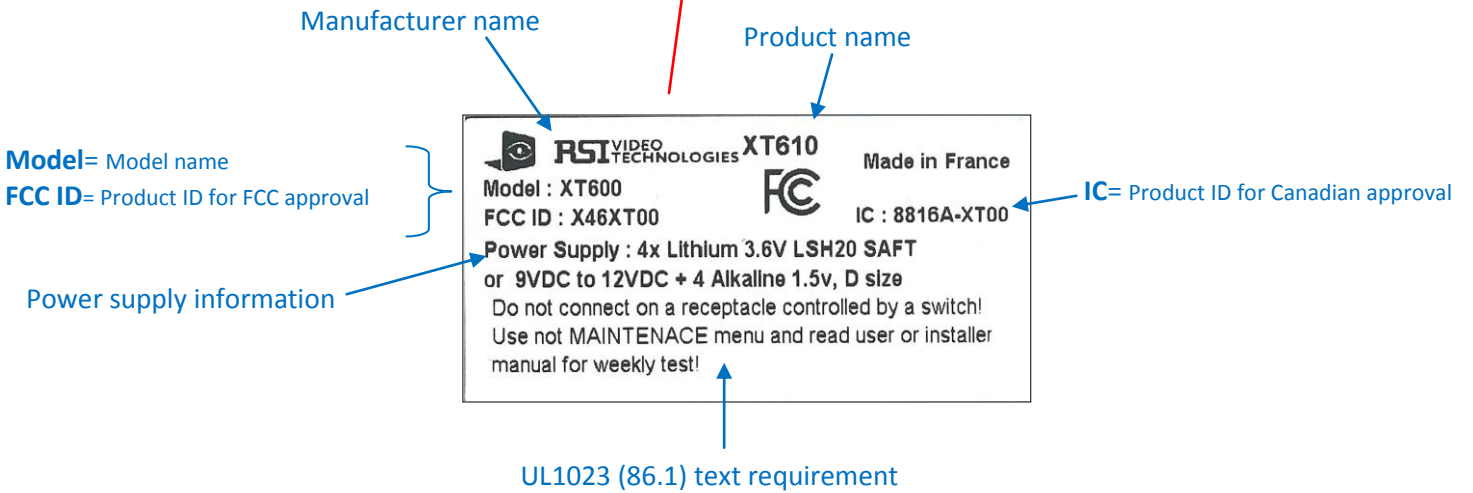 Manufacturer name
Product name
RSI VIDEO TECHNOLOGIES XT610
Made in France
Model= Model name
FCC ID= Product ID for FCC approval
Model : XT600
FC
FCC ID : X46XT00
IC : 8816A-XT00
IC= Product ID for Canadian approval
Power Supply : 4x Lithium 3.6V LSH20 SAFT
or 9VDC to 12VDC + 4 Alkaline 1.5v, D size
Power supply information
Do not connect on a receptacle controlled by a switch!
Use not MAINTENACE menu and read user or installer
manual for weekly test!
UL1023 (86.1) text requirement